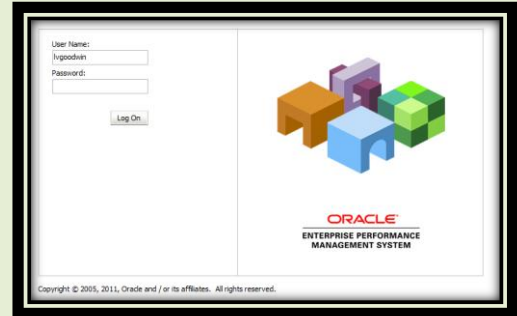 User Name:
lvgoodwin
Password:
Log On
ORACLE
ENTERPRISE PERFORMANCE
MANAGEMENT SYSTEM
Copyright © 2005, 2011, Oracle and / or its affiliates. All rights reserved.